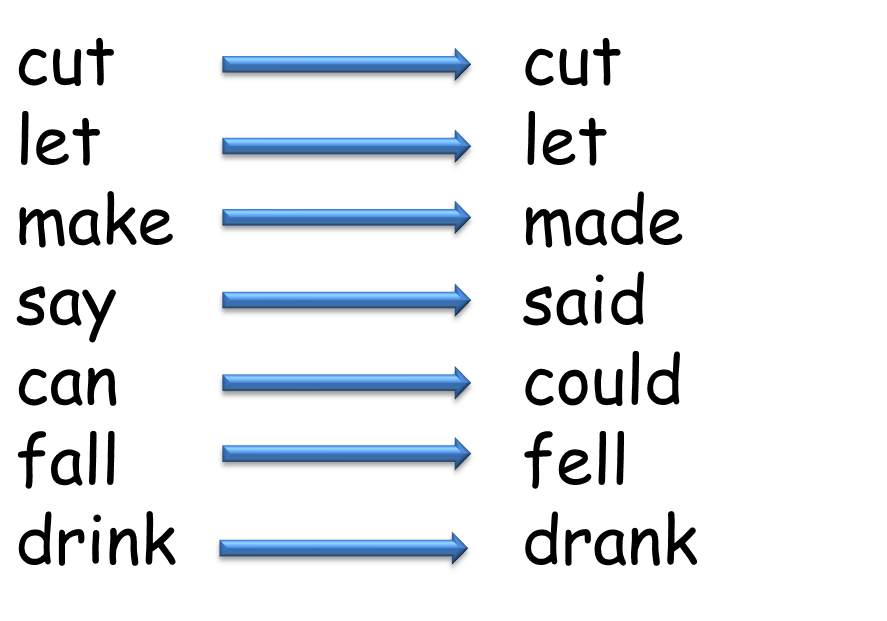 cut cut
let let
make made
say said
can could
fall fell
drink drank